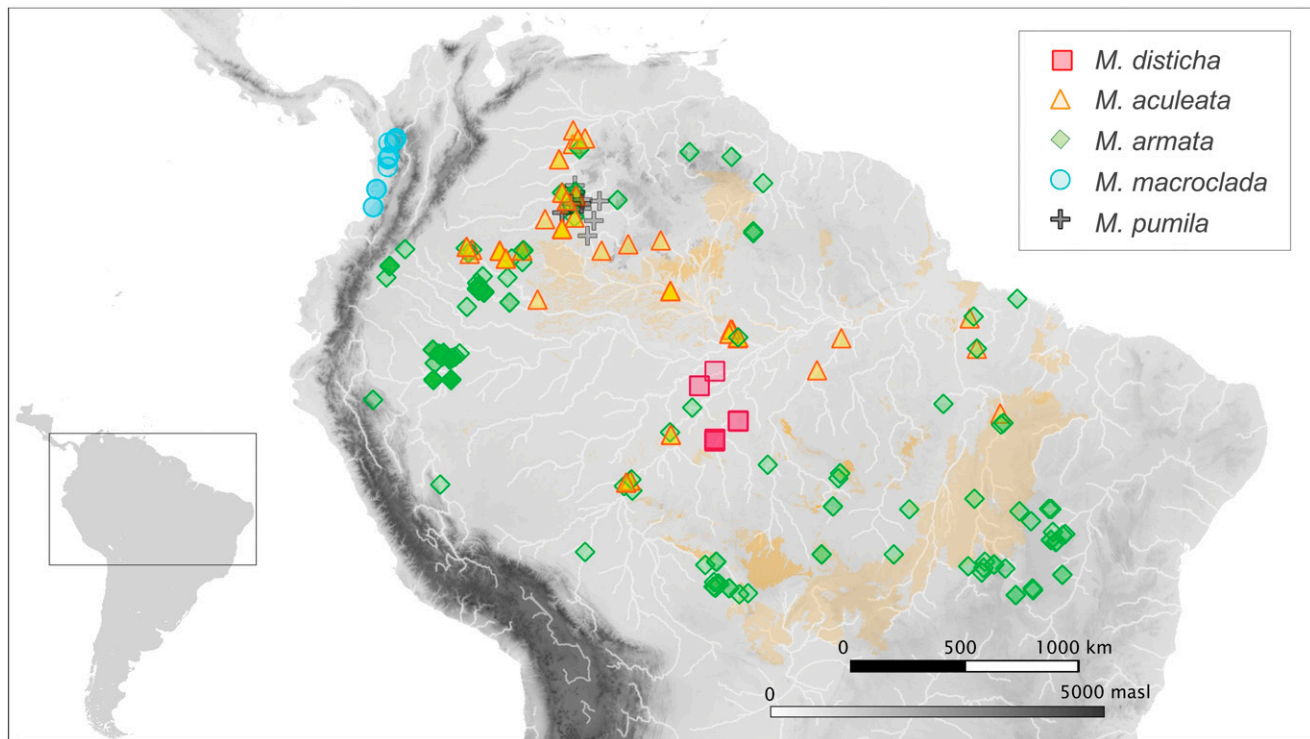 M. disticha
M. aculeata
M. armata
M. macroclada
M. pumila
0 500 1000 km
0 5000 masl